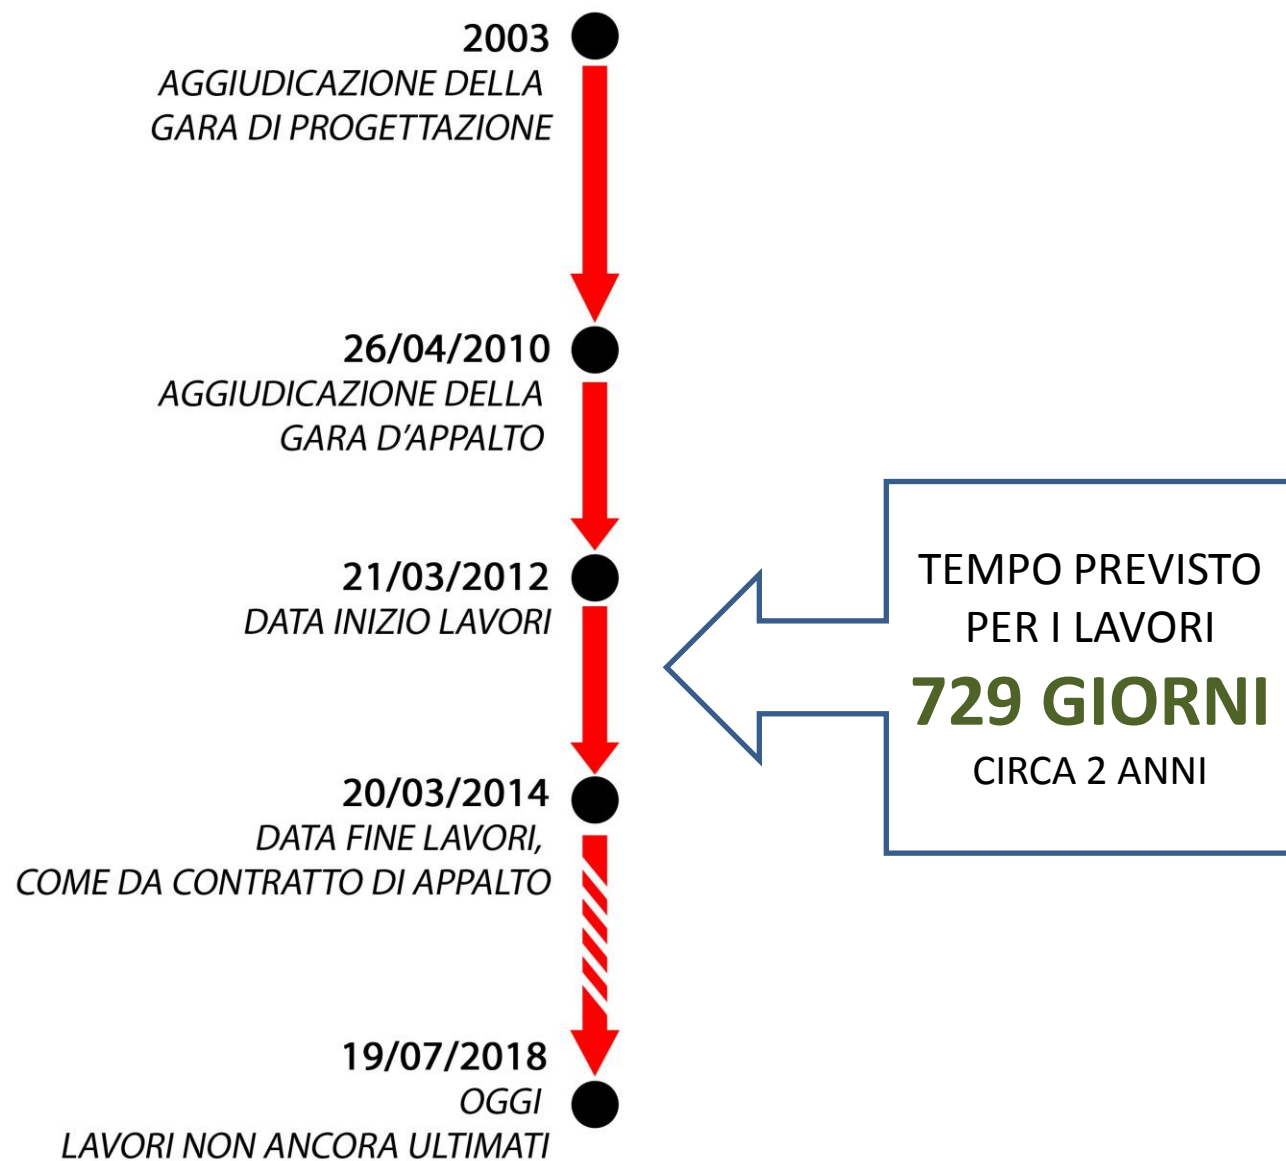 2003
AGGIUDICAZIONE DELLA
GARA DI PROGETTAZIONE
26/04/2010
AGGIUDICAZIONE DELLA
GARA D'APPALTO
21/03/2012
DATA INIZIO LAVORI
TEMPO PREVISTO
PER I LAVORI
729 GIORNI
CIRCA 2 ANNI
20/03/2014
DATA FINE LAVORI,
COME DA CONTRATTO DI APPALTO
19/07/2018
OGGI
LAVORI NON ANCORA ULTIMATI